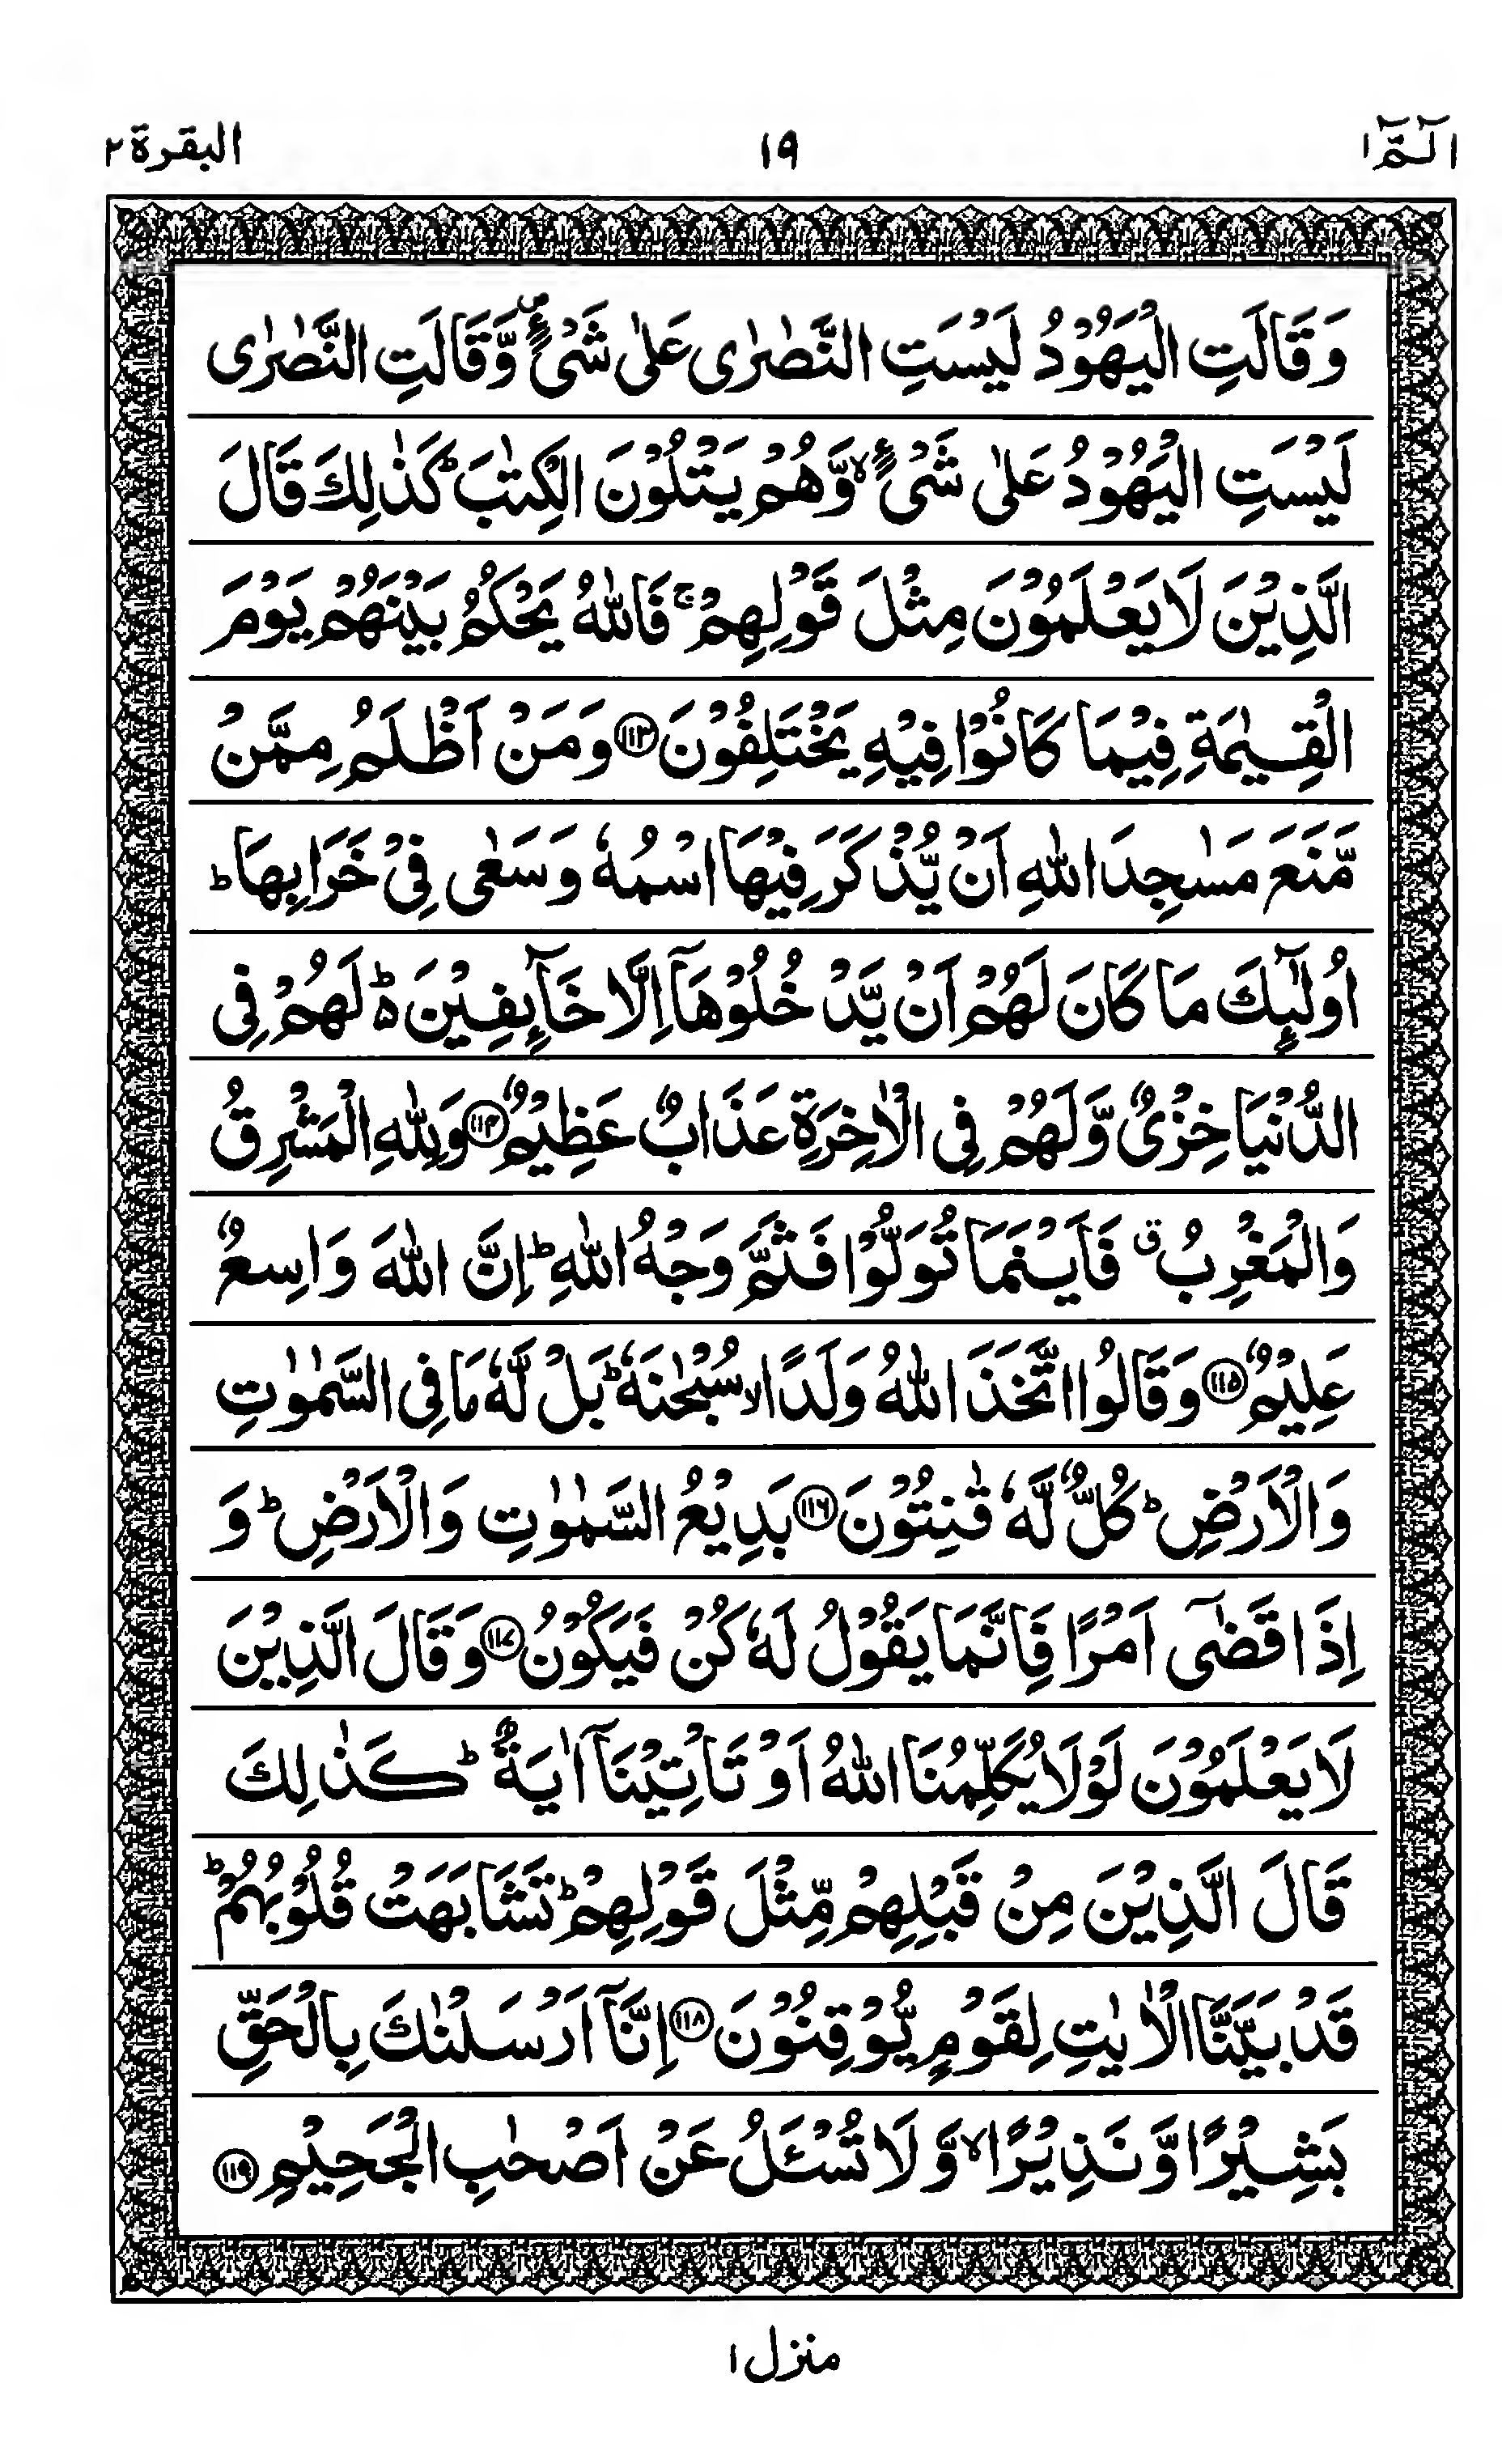 الٓمّٓ ١ ١٩ البقرة ٢
وَقَالَتِ الْيَهُوْدُ لَيْسَتِ النَّصٰرٰى عَلٰى شَیْءٍ۪ وَّقَالَتِ النَّصٰرٰى
لَيْسَتِ الْيَهُوْدُ عَلٰى شَیْءٍ ۙ وَّهُمْ يَتْلُوْنَ الْكِتٰبَ ؕ كَذٰلِكَ قَالَ
الَّذِيْنَ لَا يَعْلَمُوْنَ مِثْلَ قَوْلِهِمْ ۚ فَاللّٰهُ يَحْكُمُ بَيْنَهُمْ يَوْمَ
الْقِيٰمَةِ فِيْمَا كَانُوْا فِيْهِ يَخْتَلِفُوْنَ ﴿١١٣﴾ وَمَنْ اَظْلَمُ مِمَّنْ
مَّنَعَ مَسٰجِدَ اللّٰهِ اَنْ يُّذْكَرَ فِيْهَا اسْمُهٗ وَسَعٰى فِیْ خَرَابِهَا ؕ
اُولٰٓئِكَ مَا كَانَ لَهُمْ اَنْ يَّدْخُلُوْهَاۤ اِلَّا خَآئِفِيْنَ ؕ۬ لَهُمْ فِی
الدُّنْيَا خِزْیٌ وَّلَهُمْ فِی الْاٰخِرَةِ عَذَابٌ عَظِيْمٌ ﴿١١٤﴾ وَلِلّٰهِ الْمَشْرِقُ
وَالْمَغْرِبُ ۗ فَاَيْنَمَا تُوَلُّوْا فَثَمَّ وَجْهُ اللّٰهِ ؕ اِنَّ اللّٰهَ وَاسِعٌ
عَلِيْمٌ ﴿١١٥﴾ وَقَالُوا اتَّخَذَ اللّٰهُ وَلَدًا ۙ سُبْحٰنَهٗ ؕ بَلْ لَّهٗ مَا فِی السَّمٰوٰتِ
وَالْاَرْضِ ؕ كُلٌّ لَّهٗ قٰنِتُوْنَ ﴿١١٦﴾ بَدِيْعُ السَّمٰوٰتِ وَالْاَرْضِ ؕ وَ
اِذَا قَضٰۤى اَمْرًا فَاِنَّمَا يَقُوْلُ لَهٗ كُنْ فَيَكُوْنُ ﴿١١٧﴾ وَقَالَ الَّذِيْنَ
لَا يَعْلَمُوْنَ لَوْلَا يُكَلِّمُنَا اللّٰهُ اَوْ تَاْتِيْنَاۤ اٰيَةٌ ؕ كَذٰلِكَ
قَالَ الَّذِيْنَ مِنْ قَبْلِهِمْ مِّثْلَ قَوْلِهِمْ ؕ تَشَابَهَتْ قُلُوْبُهُمْ ؕ
قَدْ بَيَّنَّا الْاٰيٰتِ لِقَوْمٍ يُّوْقِنُوْنَ ﴿١١٨﴾ اِنَّاۤ اَرْسَلْنٰكَ بِالْحَقِّ
بَشِيْرًا وَّنَذِيْرًا ۙ وَّلَا تُسْـَٔلُ عَنْ اَصْحٰبِ الْجَحِيْمِ ﴿١١٩﴾
منزل ١